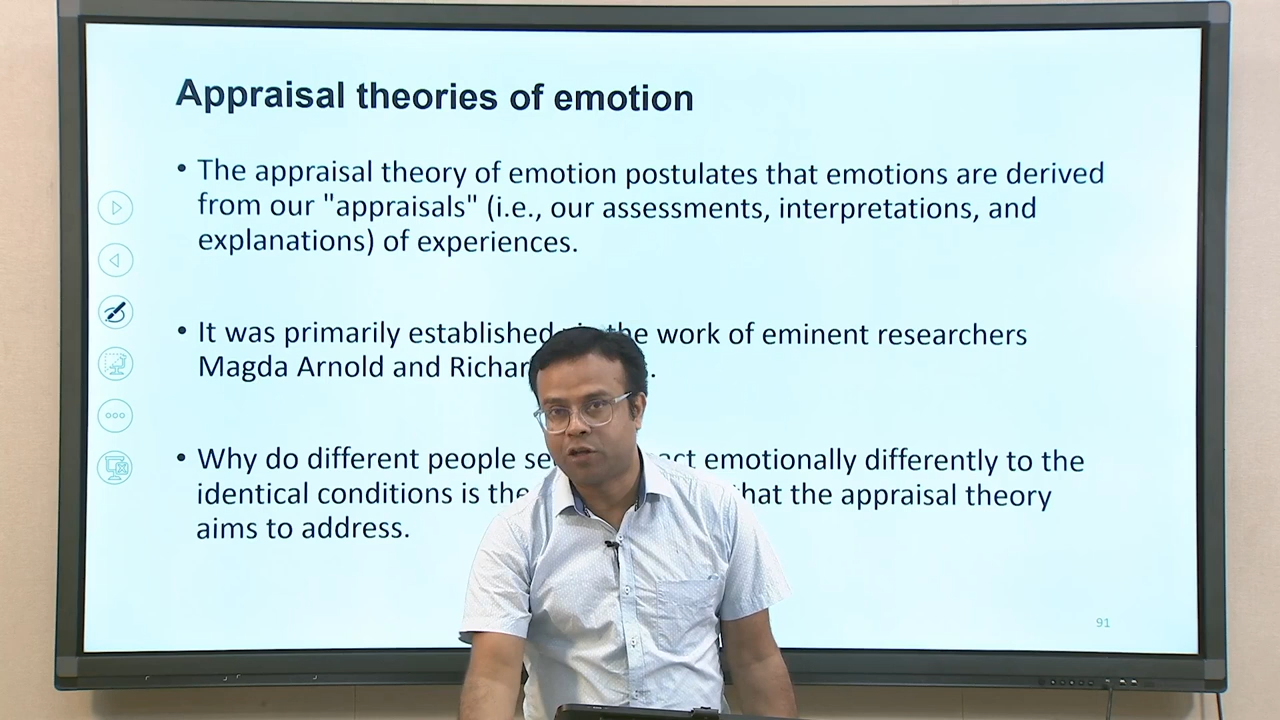 Appraisal theories of emotion
• The appraisal theory of emotion postulates that emotions are derived
from our "appraisals" (i.e., our assessments, interpretations, and
explanations) of experiences.
• It was primarily established the work of eminent researchers
Magda Arnold and
• Why do different people emotionally differently to the
identical conditions is the that the appraisal theory
aims to address.
91